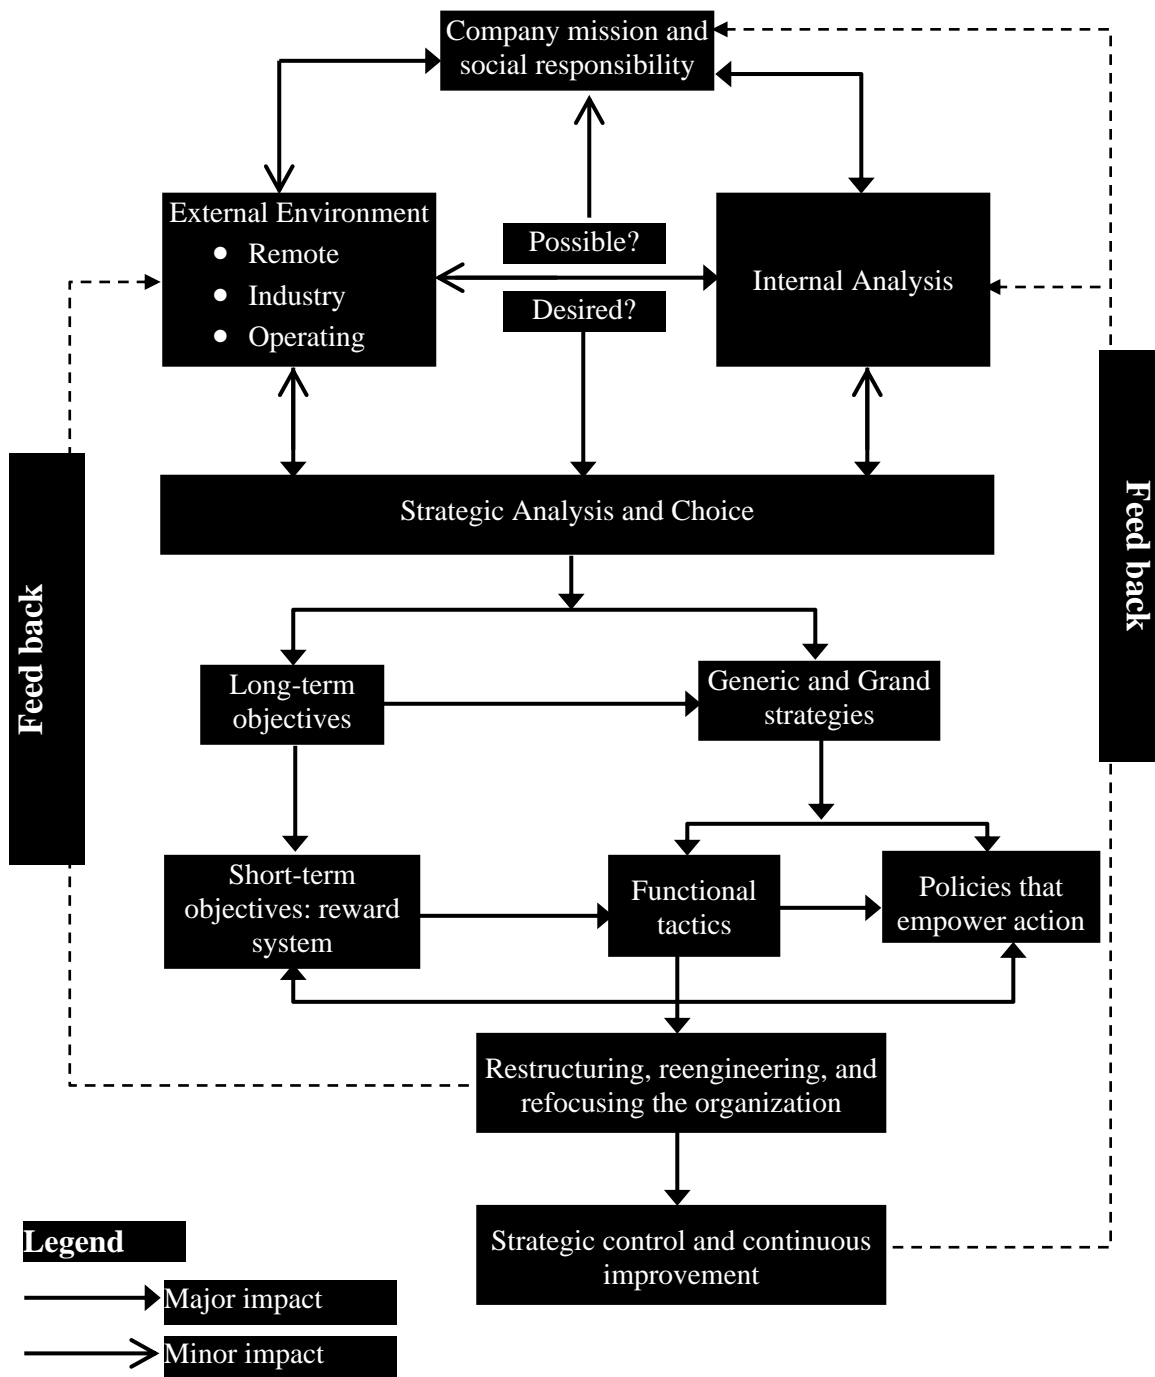 Company mission and
social responsibility
External Environment
• Remote
• Industry
• Operating
Possible?
Desired?
Internal Analysis
Strategic Analysis and Choice
Feed back
Feed back
Long-term
objectives
Generic and Grand
strategies
Short-term
objectives: reward
system
Functional
tactics
Policies that
empower action
Restructuring, reengineering, and
refocusing the organization
Strategic control and continuous
improvement
Legend
Major impact
Minor impact